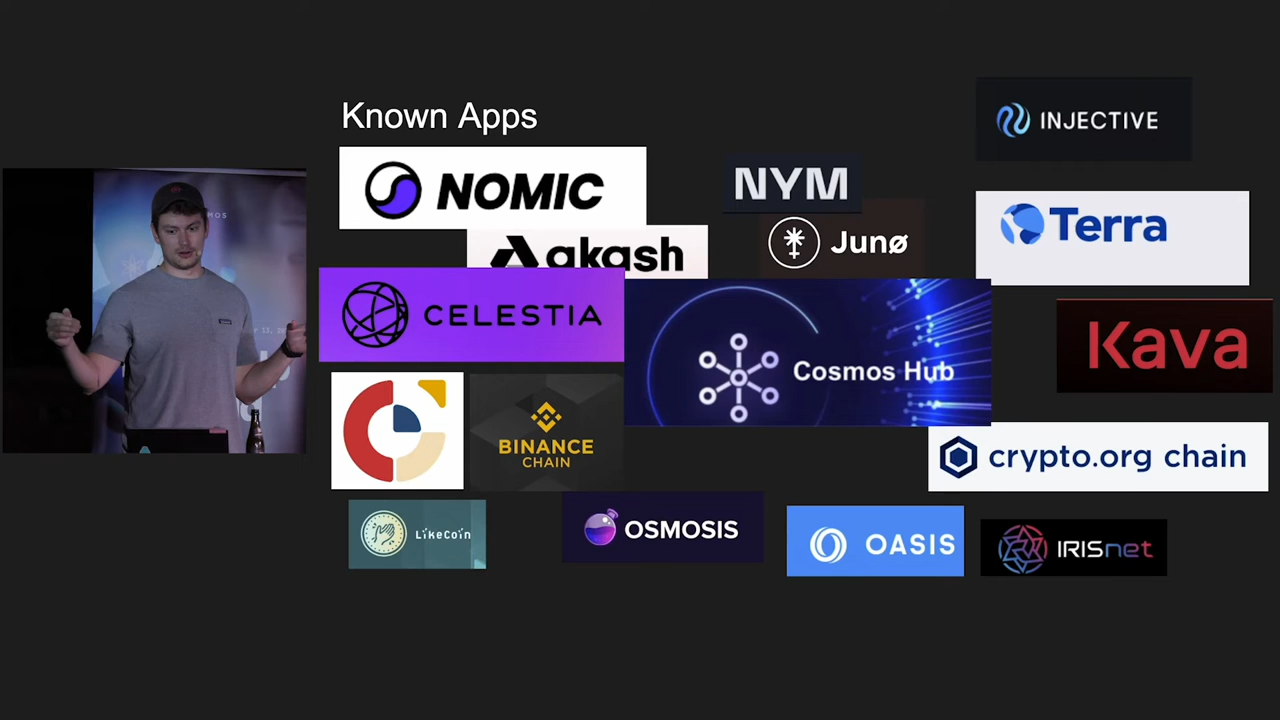 Known Apps
INJECTIVE
NOMIC
NYM
Terra
akash
Junø
CELESTIA
Cosmos Hub
Kava
BINANCE
CHAIN
crypto.org chain
LikeCoin
OSMOSIS
OASIS
IRISnet